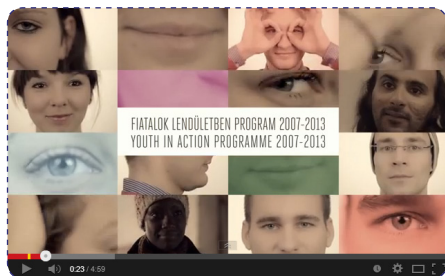 FIATALOK LENDÜLETBEN PROGRAM 2007-2013
YOUTH IN ACTION PROGRAMME 2007-2013
0:23 / 4:59